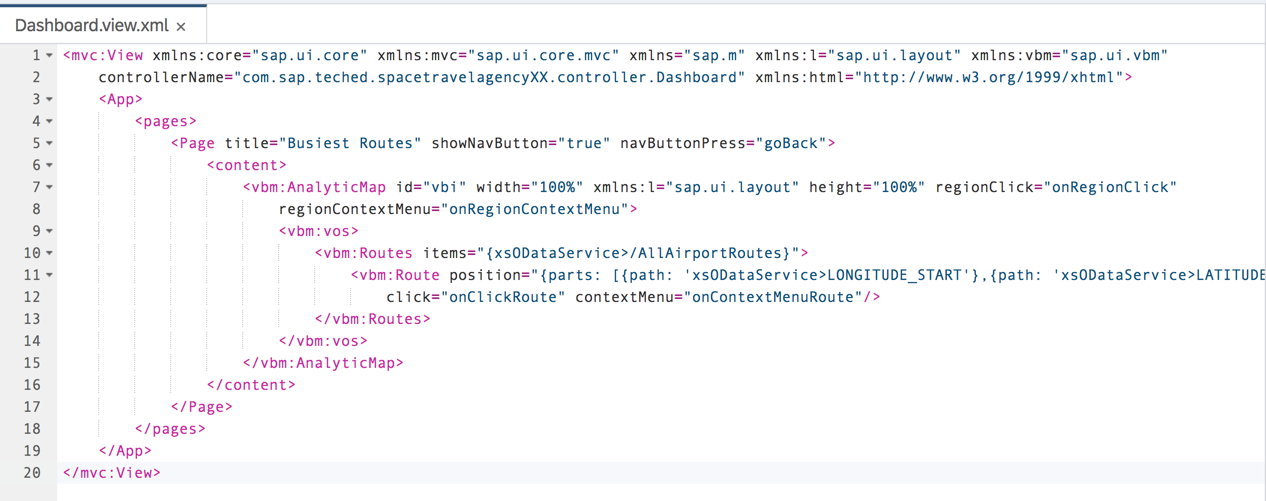 Dashboard.view.xml ×
1 <mvc:View xmlns:core="sap.ui.core" xmlns:mvc="sap.ui.core.mvc" xmlns="sap.m" xmlns:l="sap.ui.layout" xmlns:vbm="sap.ui.vbm"
2 controllerName="com.sap.teched.spacetravelagencyXX.controller.Dashboard" xmlns:html="http://www.w3.org/1999/xhtml">
3 <App>
4 <pages>
5 <Page title="Busiest Routes" showNavButton="true" navButtonPress="goBack">
6 <content>
7 <vbm:AnalyticMap id="vbi" width="100%" xmlns:l="sap.ui.layout" height="100%" regionClick="onRegionClick"
8 regionContextMenu="onRegionContextMenu">
9 <vbm:vos>
10 <vbm:Routes items="{xsODataService>/AllAirportRoutes}">
11 <vbm:Route position="{parts: [{path: 'xsODataService>LONGITUDE_START'},{path: 'xsODataService>LATITUDE
12 click="onClickRoute" contextMenu="onContextMenuRoute"/>
13 </vbm:Routes>
14 </vbm:vos>
15 </vbm:AnalyticMap>
16 </content>
17 </Page>
18 </pages>
19 </App>
20 </mvc:View>